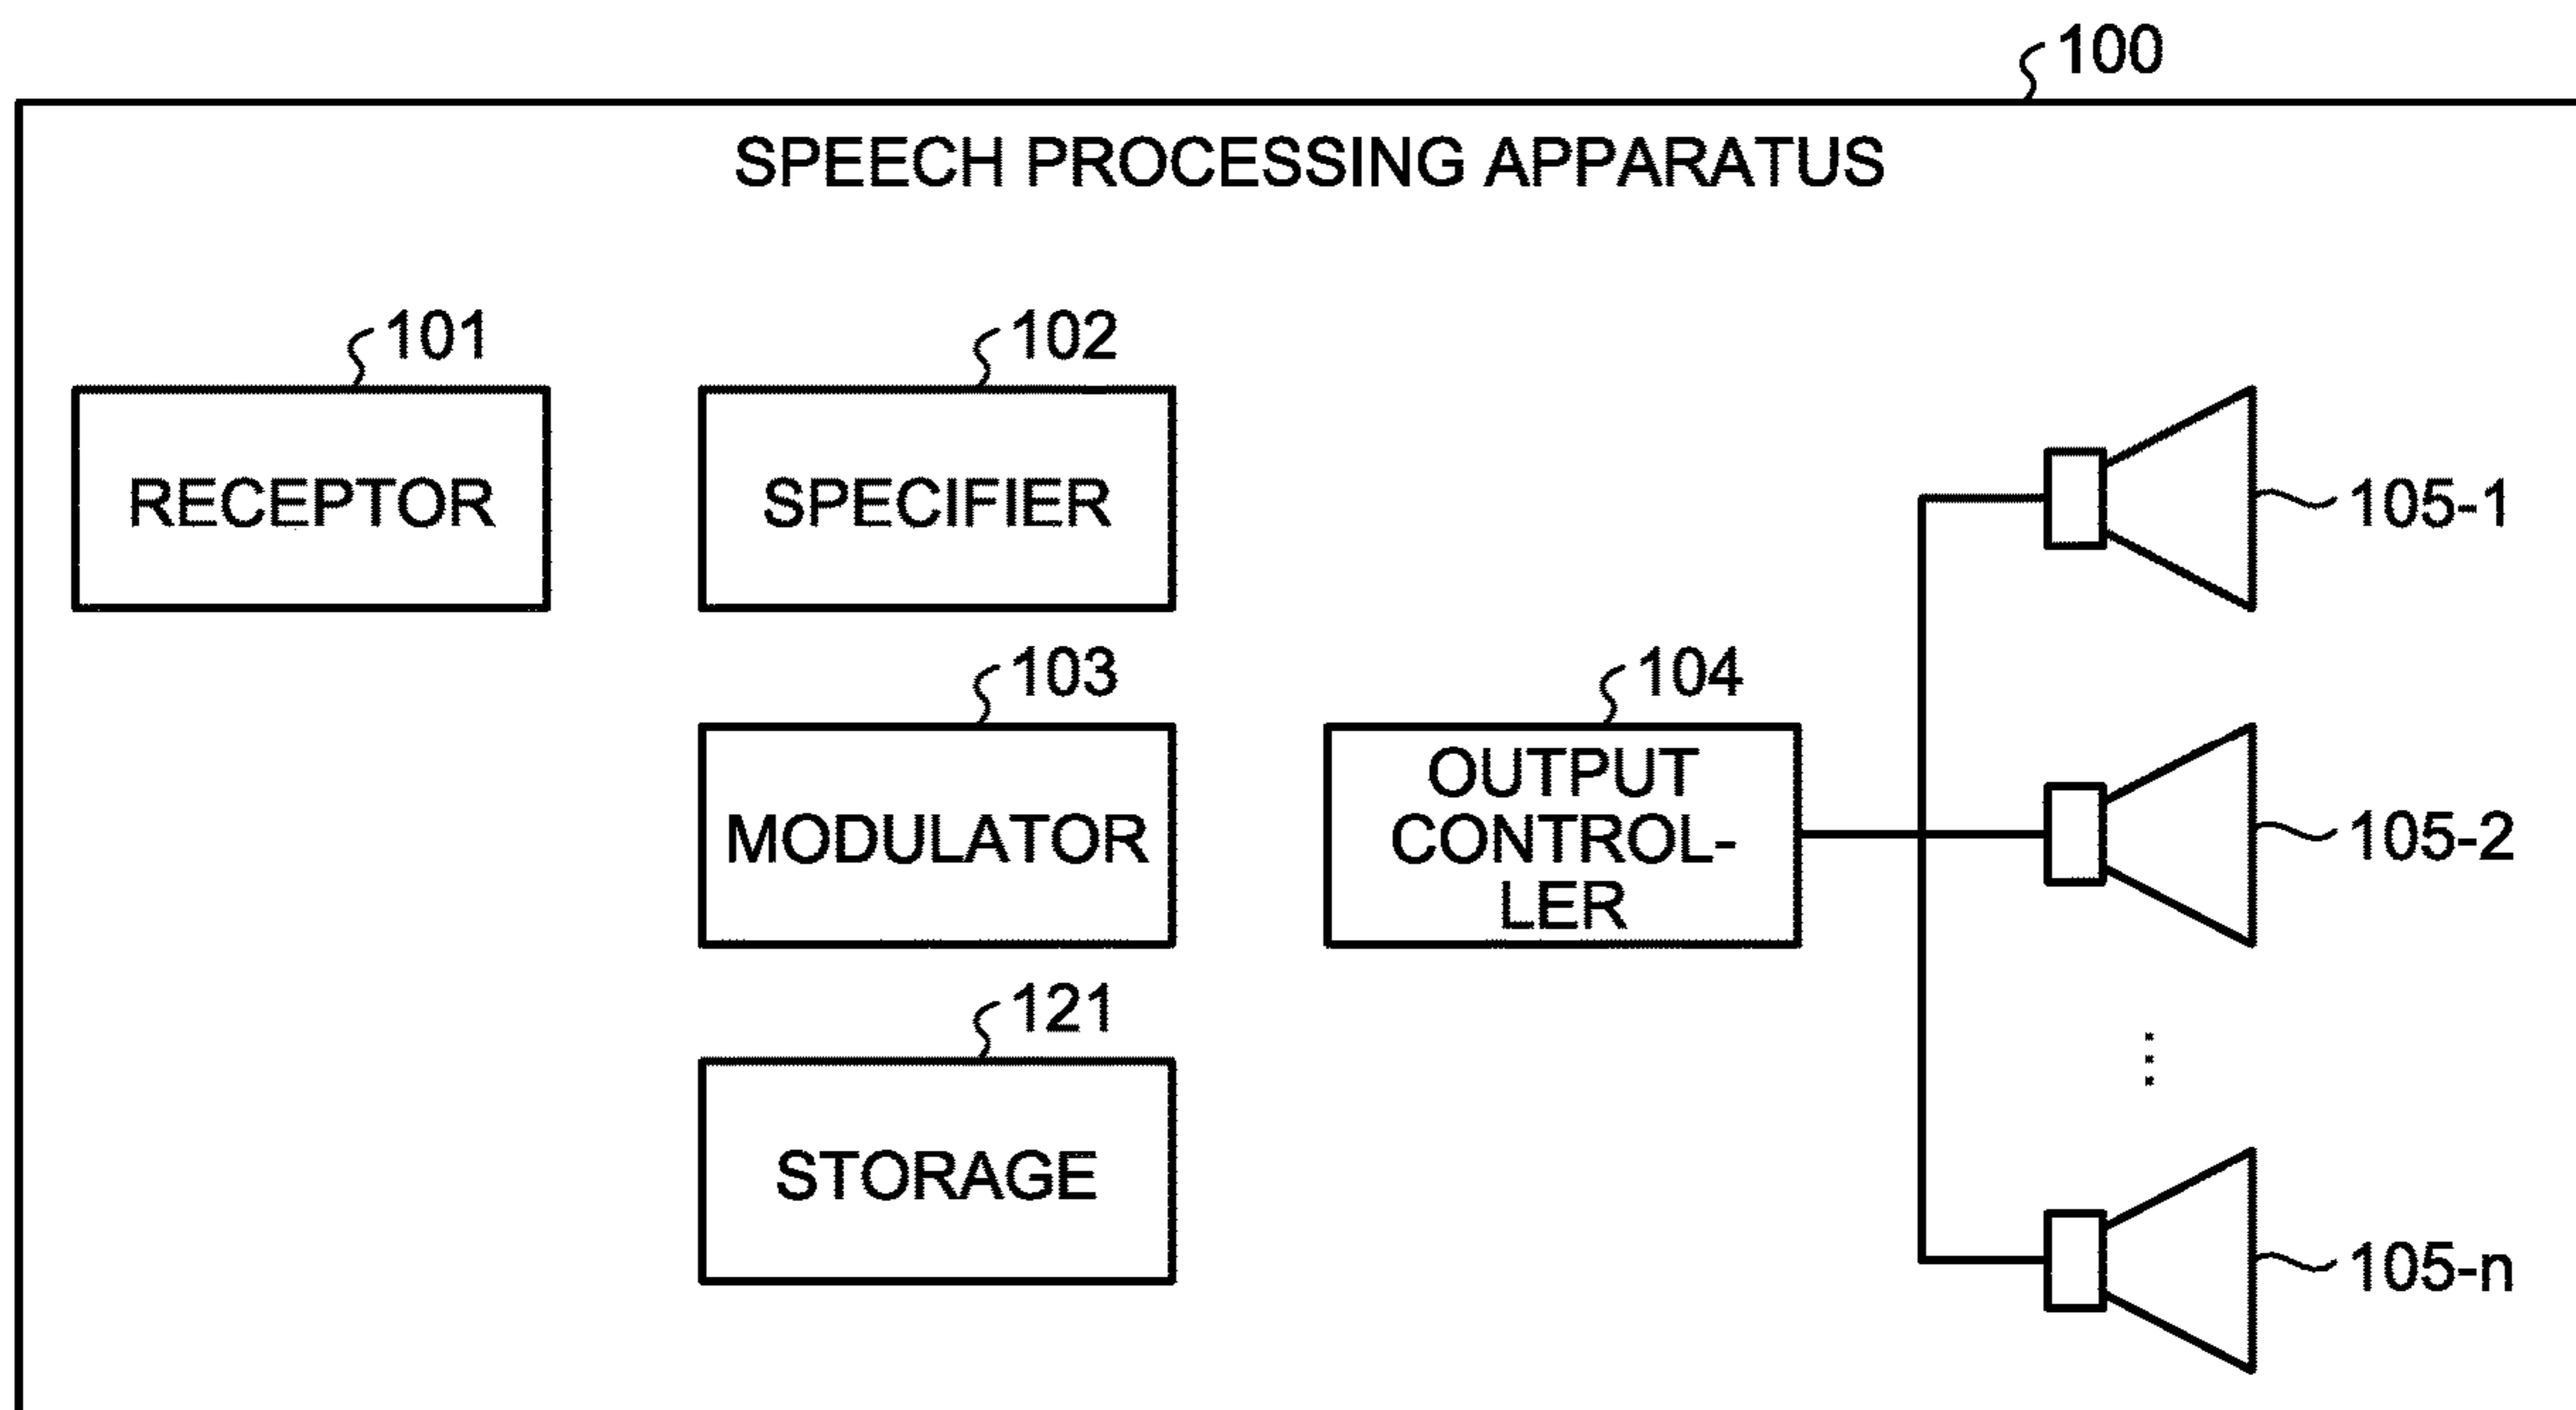 100
SPEECH PROCESSING APPARATUS
101
102
RECEPTOR
SPECIFIER
105-1
103
104
MODULATOR
OUTPUT
CONTROL-
LER
105-2
121
STORAGE
105-n